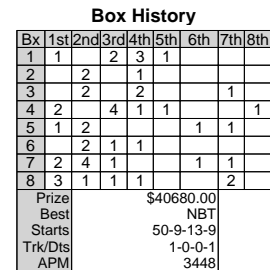 Box History
Bx 1st 2nd 3rd 4th 5th 6th 7th 8th
1 1 2 3 1
2 2 1
3 2 2 1
4 2 4 1 1 1
5 1 2 1 1
6 2 1 1
7 2 4 1 1 1
8 3 1 1 1 2
Prize $40680.00
Best NBT
Starts 50-9-13-9
Trk/Dts 1-0-0-1
APM 3448